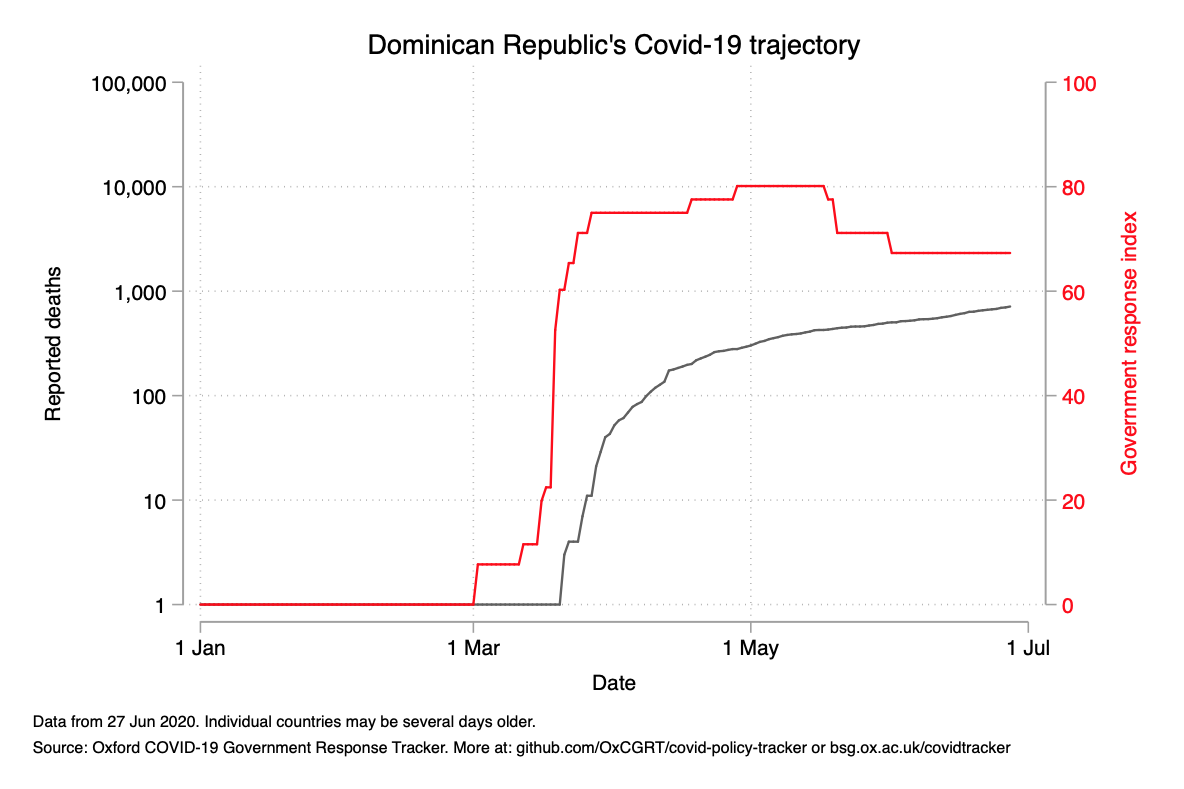 Dominican Republic's Covid-19 trajectory
100,000
10,000
1,000
100
10
1
Reported deaths
100
80
60
40
20
0
Government response index
1 Jan
1 Mar
1 May
1 Jul
Date
Data from 27 Jun 2020. Individual countries may be several days older.
Source: Oxford COVID-19 Government Response Tracker. More at: github.com/OxCGRT/covid-policy-tracker or bsg.ox.ac.uk/covidtracker